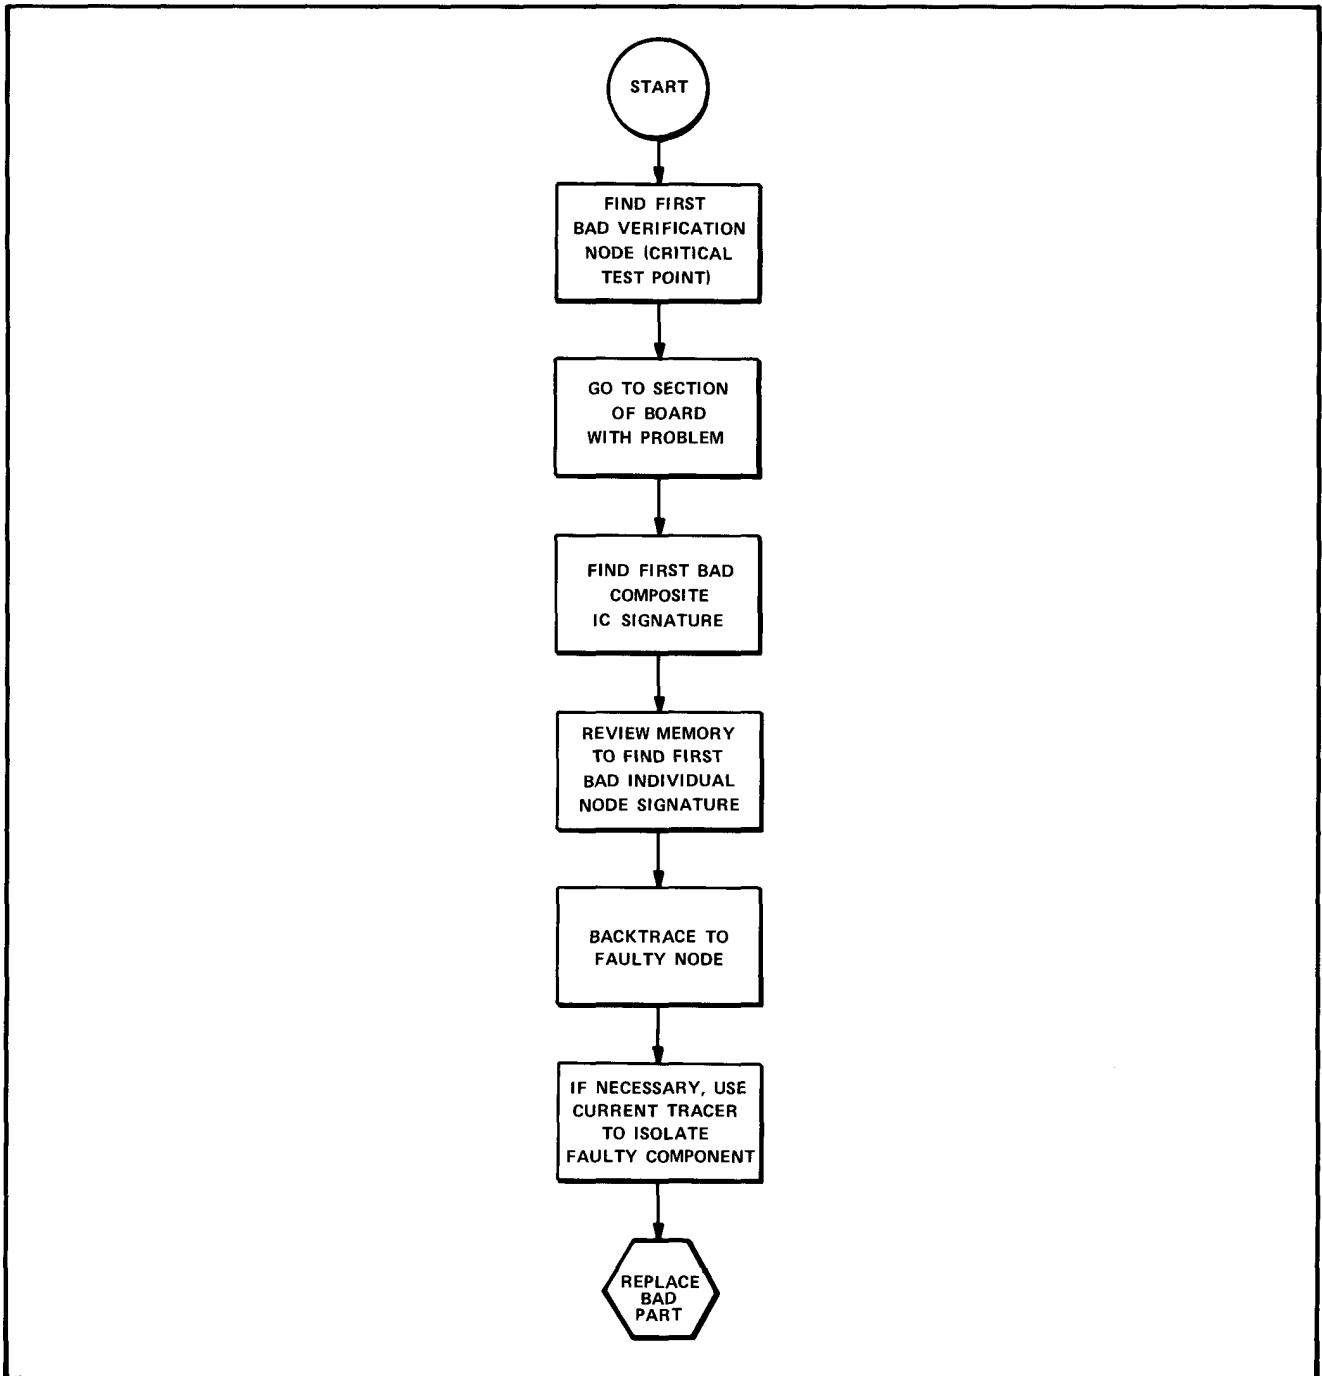 START
FIND FIRST
BAD VERIFICATION
NODE (CRITICAL
TEST POINT)
GO TO SECTION
OF BOARD
WITH PROBLEM
FIND FIRST BAD
COMPOSITE
IC SIGNATURE
REVIEW MEMORY
TO FIND FIRST
BAD INDIVIDUAL
NODE SIGNATURE
BACKTRACE TO
FAULTY NODE
IF NECESSARY, USE
CURRENT TRACER
TO ISOLATE
FAULTY COMPONENT
REPLACE
BAD
PART